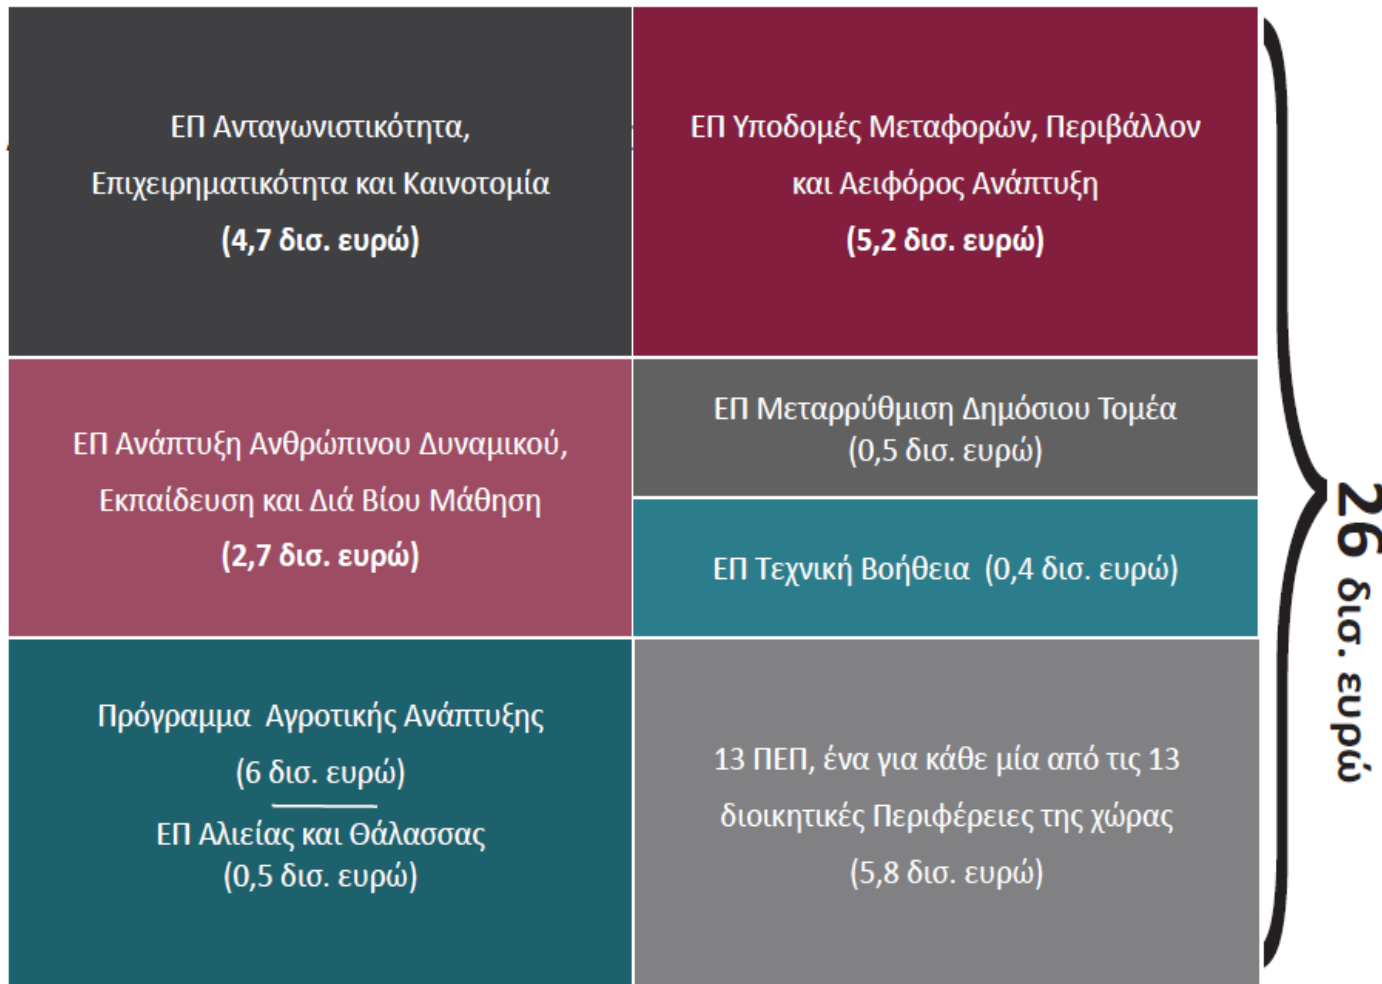 ΕΠ Ανταγωνιστικότητα,
Επιχειρηματικότητα και Καινοτομία
(4,7 δισ. ευρώ)
ΕΠ Υποδομές Μεταφορών, Περιβάλλον
και Αειφόρος Ανάπτυξη
(5,2 δισ. ευρώ)
ΕΠ Ανάπτυξη Ανθρώπινου Δυναμικού,
Εκπαίδευση και Διά Βίου Μάθηση
(2,7 δισ. ευρώ)
ΕΠ Μεταρρύθμιση Δημόσιου Τομέα
(0,5 δισ. ευρώ)
ΕΠ Τεχνική Βοήθεια (0,4 δισ. ευρώ)
Πρόγραμμα Αγροτικής Ανάπτυξης
(6 δισ. ευρώ)
ΕΠ Αλιείας και Θάλασσας
(0,5 δισ. ευρώ)
13 ΠΕΠ, ένα για κάθε μία από τις 13
διοικητικές Περιφέρειες της χώρας
(5,8 δισ. ευρώ)
26 δισ. ευρώ